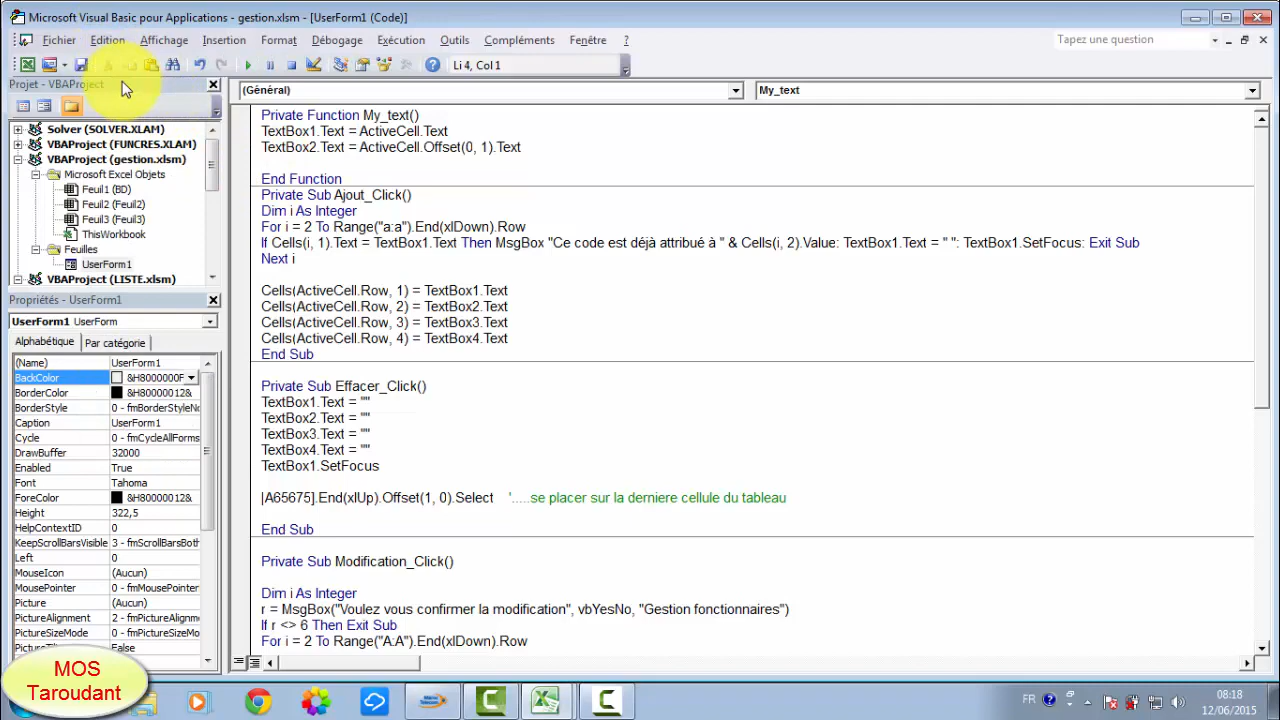 Microsoft Visual Basic pour Applications - gestion.xlsm - [UserForm1 (Code)]
Fichier Edition Affichage Insertion Format Débogage Exécution Outils Compléments Fenêtre ? Tapez une question
Li 4, Col 1
Projet - VBAProject
(Général) My_text
Solver (SOLVER.XLAM)
VBAProject (FUNCRES.XLAM)
VBAProject (gestion.xlsm)
Microsoft Excel Objets
Feuil1 (BD)
Feuil2 (Feuil2)
Feuil3 (Feuil3)
ThisWorkbook
Feuilles
UserForm1
VBAProject (LISTE.xlsm)
Propriétés - UserForm1
UserForm1 UserForm
Alphabétique Par catégorie
(Name) UserForm1
BackColor &H8000000F
BorderColor &H80000012&
BorderStyle 0 - fmBorderStyleNo
Caption UserForm1
Cycle 0 - fmCycleAllForms
DrawBuffer 32000
Enabled True
Font Tahoma
ForeColor &H80000012&
Height 322,5
HelpContextID 0
KeepScrollBarsVisible 3 - fmScrollBarsBoth
Left 0
MouseIcon (Aucun)
MousePointer 0 - fmMousePointer
Picture (Aucun)
PictureAlignment 2 - fmPictureAlignm
PictureSizeMode 0 - fmPictureSizeMo
False
Private Function My_text()
TextBox1.Text = ActiveCell.Text
TextBox2.Text = ActiveCell.Offset(0, 1).Text
End Function
Private Sub Ajout_Click()
Dim i As Integer
For i = 2 To Range("a:a").End(xlDown).Row
If Cells(i, 1).Text = TextBox1.Text Then MsgBox "Ce code est déjà attribué à " & Cells(i, 2).Value: TextBox1.Text = " ": TextBox1.SetFocus: Exit Sub
Next i
Cells(ActiveCell.Row, 1) = TextBox1.Text
Cells(ActiveCell.Row, 2) = TextBox2.Text
Cells(ActiveCell.Row, 3) = TextBox3.Text
Cells(ActiveCell.Row, 4) = TextBox4.Text
End Sub
Private Sub Effacer_Click()
TextBox1.Text = ""
TextBox2.Text = ""
TextBox3.Text = ""
TextBox4.Text = ""
TextBox1.SetFocus
|A65675].End(xlUp).Offset(1, 0).Select '.....se placer sur la derniere cellule du tableau
End Sub
Private Sub Modification_Click()
Dim i As Integer
r = MsgBox("Voulez vous confirmer la modification", vbYesNo, "Gestion fonctionnaires")
If r <> 6 Then Exit Sub
For i = 2 To Range("A:A").End(xlDown).Row
MOS
Taroudant
FR
08:18
12/06/2015